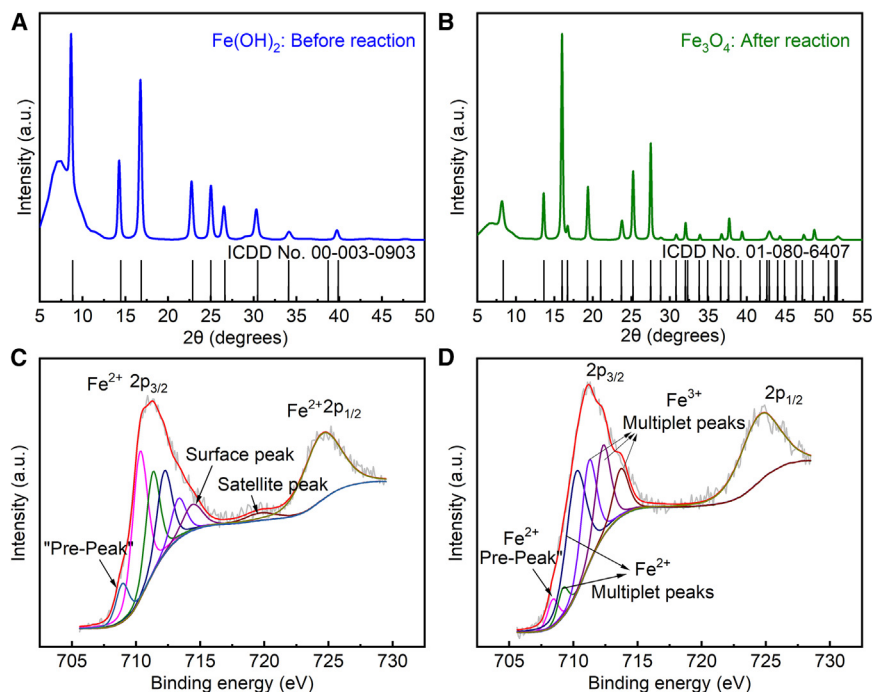 A
Fe(OH)₂: Before reaction
Intensity (a.u.)
ICDD No. 00-003-0903
5 10 15 20 25 30 35 40 45 50
2θ (degrees)
B
Fe₃O₄: After reaction
Intensity (a.u.)
ICDD No. 01-080-6407
5 10 15 20 25 30 35 40 45 50 55
2θ (degrees)
C
Fe²⁺ 2p₃/₂
Fe²⁺2p₁/₂
Surface peak
Satellite peak
"Pre-Peak"
Intensity (a.u.)
705 710 715 720 725 730
Binding energy (eV)
D
2p₃/₂
Fe³⁺
Multiplet peaks
2p₁/₂
Fe²⁺
Pre-Peak"
Fe²⁺
Multiplet peaks
Intensity (a.u.)
705 710 715 720 725 730
Binding energy (eV)